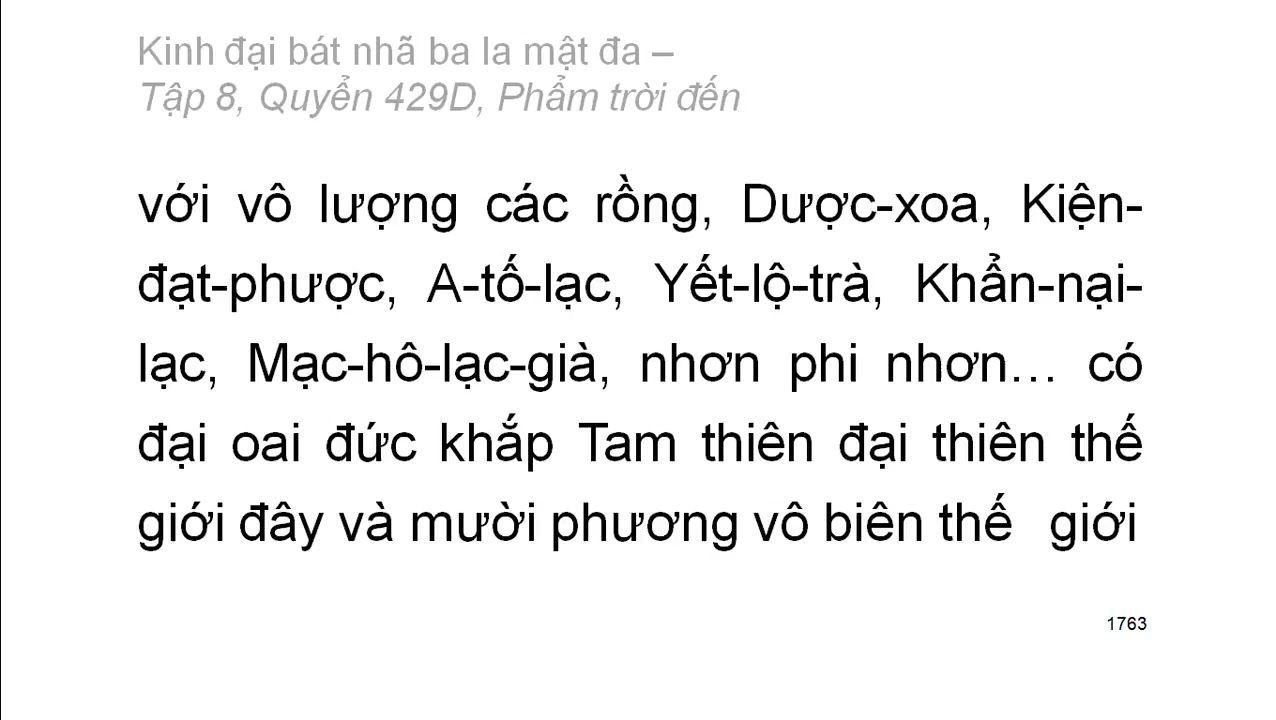 Kinh đại bát nhã ba la mật đa –
Tập 8, Quyển 429D, Phẩm trời đến
với vô lượng các rồng, Dược-xoa, Kiện-
đạt-phược, A-tố-lạc, Yết-lộ-trà, Khẩn-nại-
lạc, Mạc-hô-lạc-già, nhơn phi nhơn… có
đại oai đức khắp Tam thiên đại thiên thế
giới đây và mười phương vô biên thế giới
1763